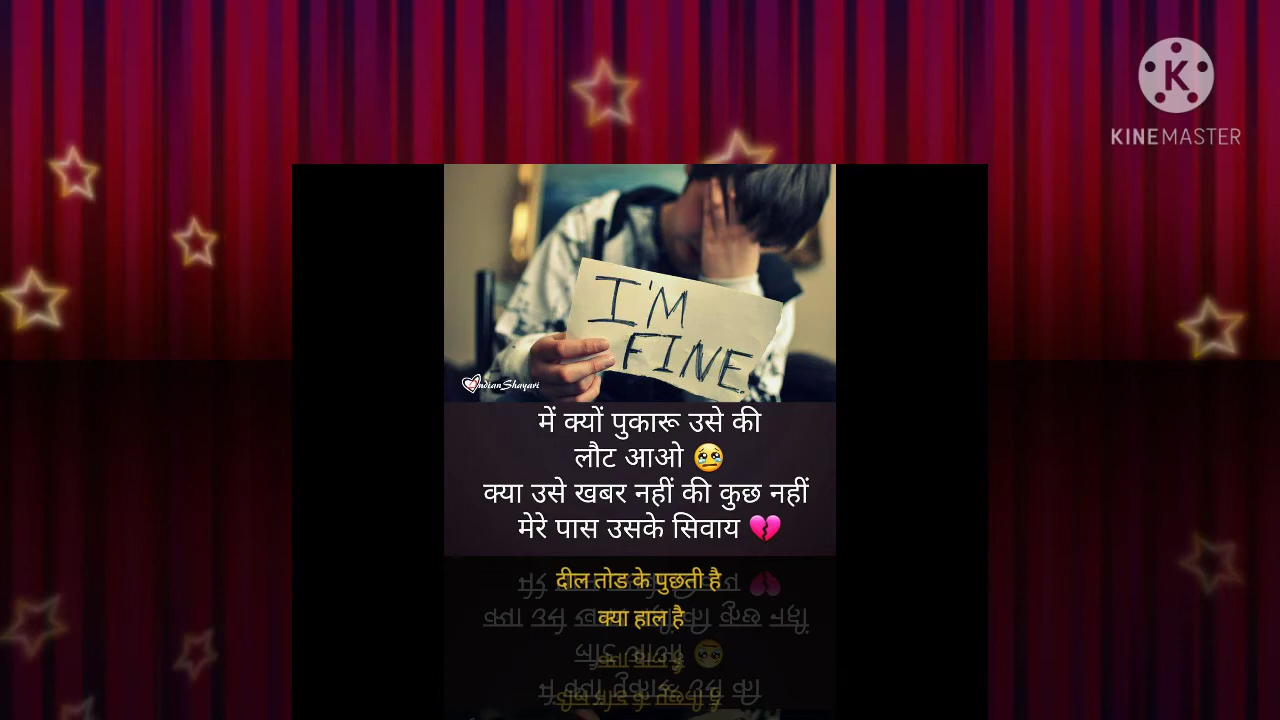 KINEMASTER
I'M
FINE.
IndianShayari
में क्यों पुकारू उसे की
लौट आओ 😢
क्या उसे खबर नहीं की कुछ नहीं
मेरे पास उसके सिवाय 💔
दील तोड के पुछती है
क्या हाल है